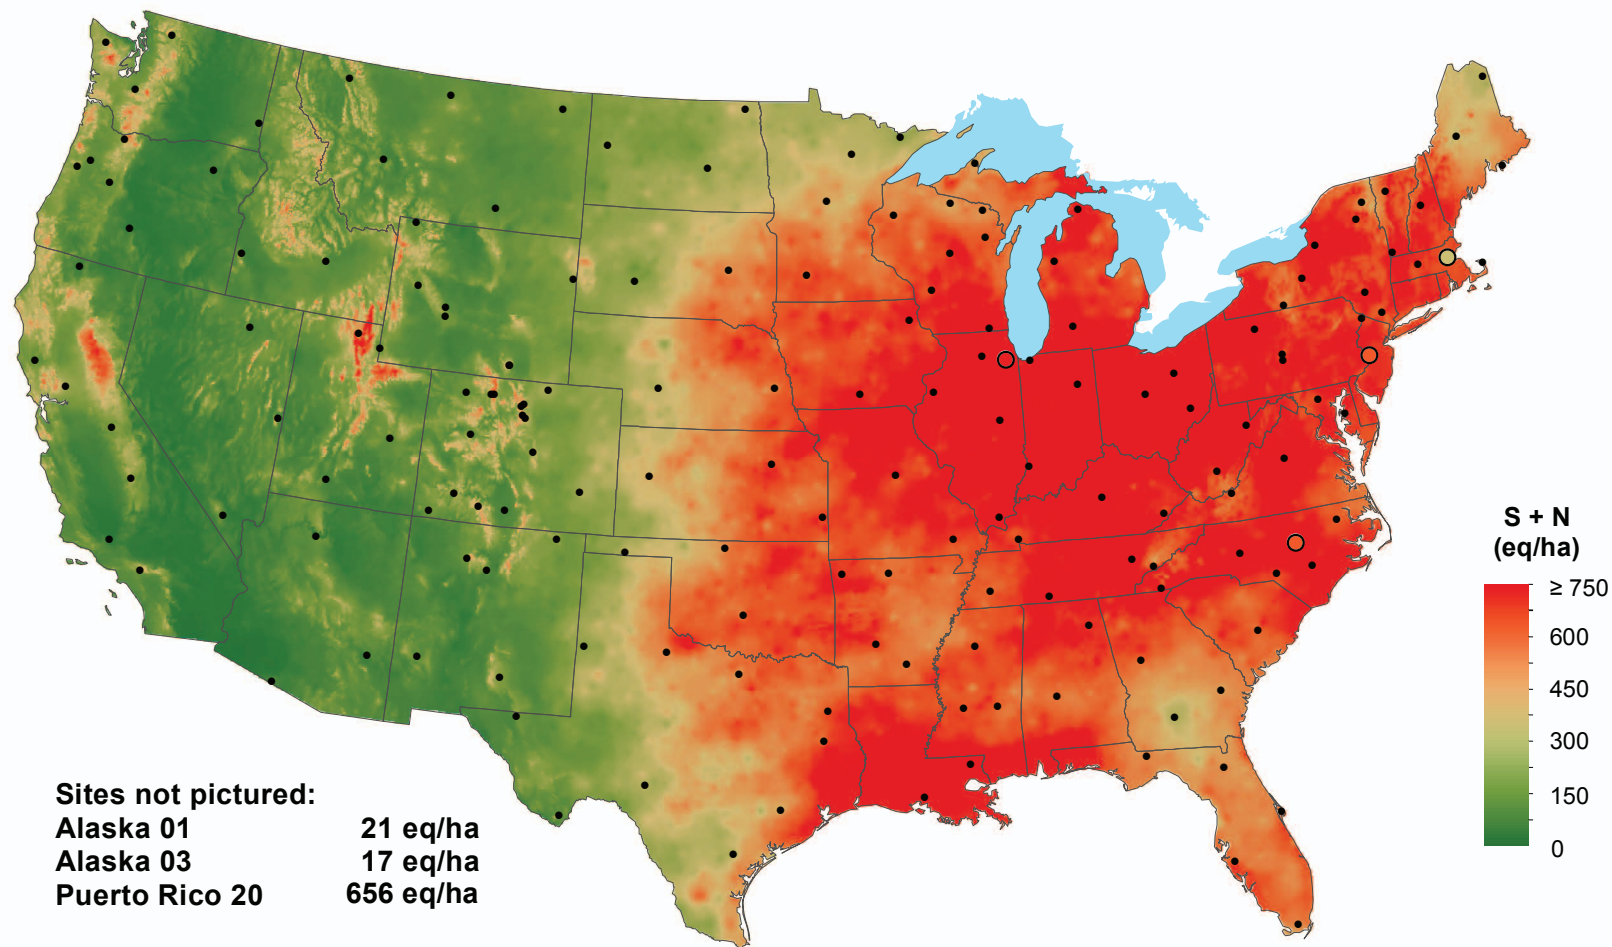 S + N
(eq/ha)
≥ 750
600
450
300
150
0
Sites not pictured:
Alaska 01 21 eq/ha
Alaska 03 17 eq/ha
Puerto Rico 20 656 eq/ha